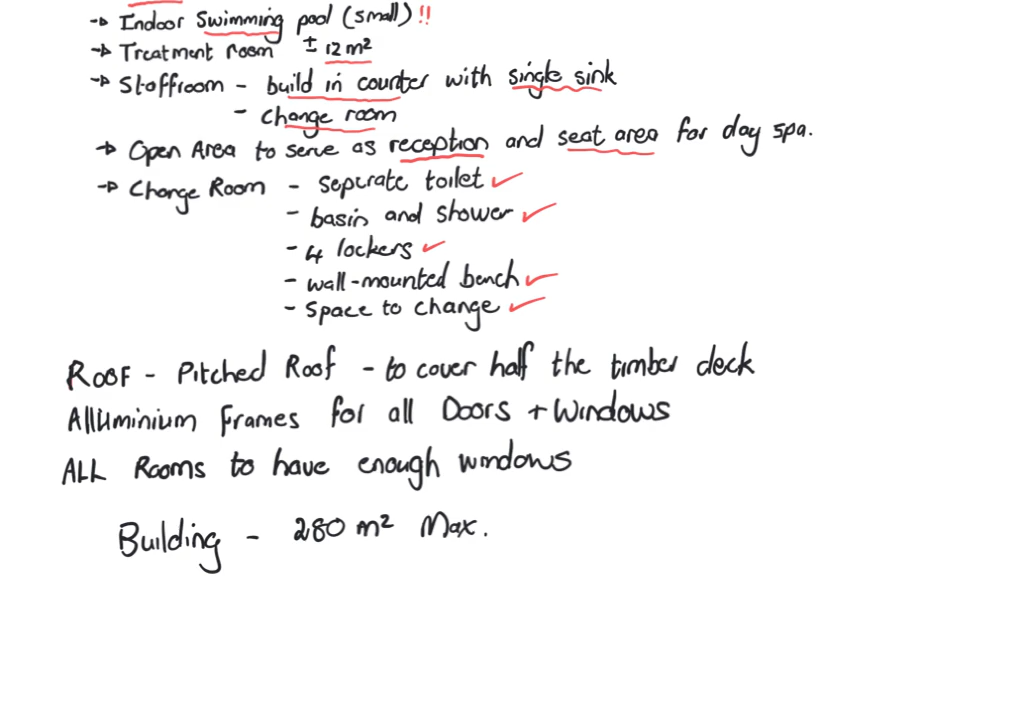 → Indoor Swimming pool (small) !!
→ Treatment room ± 12 m²
→ Staffroom - build in counter with single sink
- change room
→ Open Area to serve as reception and seat area for day spa.
→ Change Room - seperate toilet ✓
- basin and shower ✓
- 4 lockers ✓
- wall-mounted bench ✓
- Space to change ✓
Roof - Pitched Roof - to cover half the timber deck
Alluminium Frames for all Doors + Windows
ALL Rooms to have enough windows
Building - 280 m² Max.